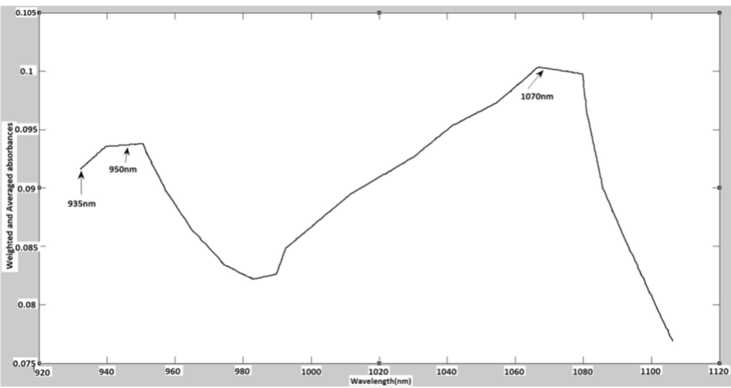 0.105
0.1
0.095
0.09
0.085
0.08
0.075
Weighted and Averaged absorbances
935nm
950nm
1070nm
920 940 960 980 1000 1020 1040 1060 1080 1100 1120
Wavelength(nm)